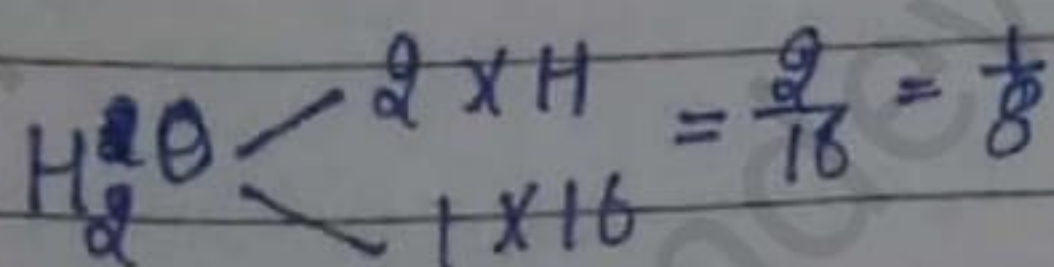 H₂O < 2 × H = 2/16 = 1/8
1 × 16